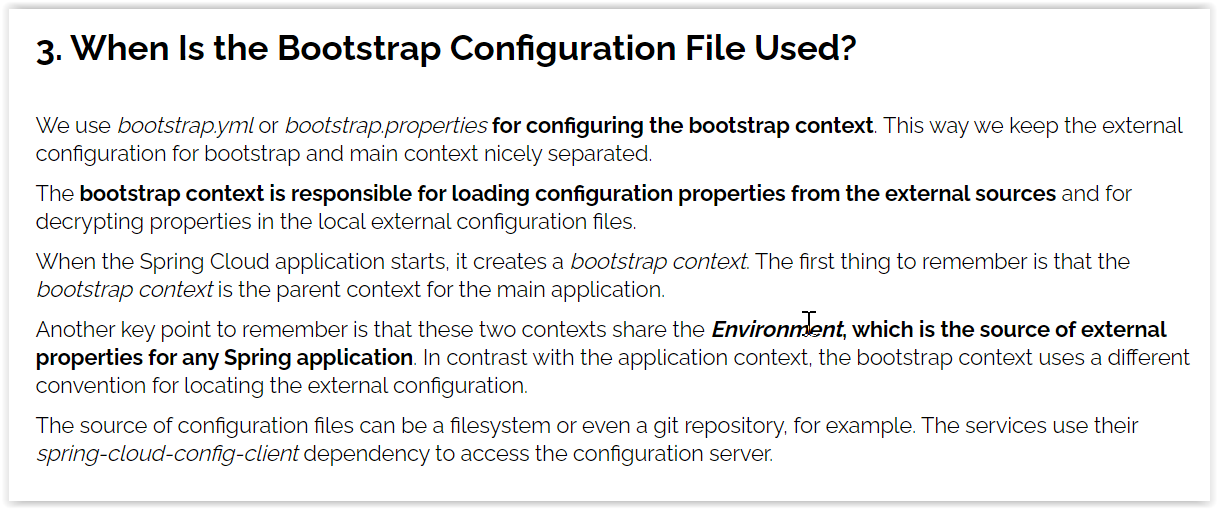 3. When Is the Bootstrap Configuration File Used?
We use bootstrap.yml or bootstrap.properties for configuring the bootstrap context. This way we keep the external
configuration for bootstrap and main context nicely separated.
The bootstrap context is responsible for loading configuration properties from the external sources and for
decrypting properties in the local external configuration files.
When the Spring Cloud application starts, it creates a bootstrap context. The first thing to remember is that the
bootstrap context is the parent context for the main application.
Another key point to remember is that these two contexts share the Environment, which is the source of external
properties for any Spring application. In contrast with the application context, the bootstrap context uses a different
convention for locating the external configuration.
The source of configuration files can be a filesystem or even a git repository, for example. The services use their
spring-cloud-config-client dependency to access the configuration server.